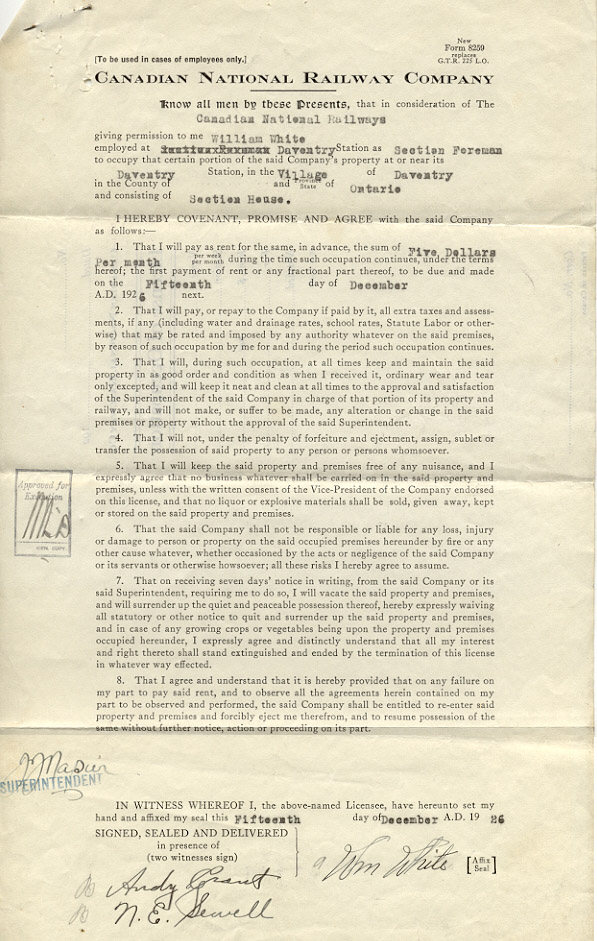 New
Form 8259
replaces
G.T.R. 225 L.O.
[To be used in cases of employees only.]
CANADIAN NATIONAL RAILWAY COMPANY
Know all men by these Presents, that in consideration of The
Canadian National Railways
giving permission to me William White
employed at Daventry Station as Section Foreman
to occupy that certain portion of the said Company's property at or near its
Daventry Station, in the Village of Daventry
in the County of and Province State of Ontario
and consisting of Section House.
I HEREBY COVENANT, PROMISE AND AGREE with the said Company
as follows:—
1. That I will pay as rent for the same, in advance, the sum of Five Dollars
Per month per week per month during the time such occupation continues, under the terms
hereof; the first payment of rent or any fractional part thereof, to be due and made
on the Fifteenth day of December
A.D. 1926 next.
2. That I will pay, or repay to the Company if paid by it, all extra taxes and assess-
ments, if any (including water and drainage rates, school rates, Statute Labor or other-
wise) that may be rated and imposed by any authority whatever on the said premises,
by reason of such occupation by me for and during the period such occupation continues.
3. That I will, during such occupation, at all times keep and maintain the said
property in as good order and condition as when I received it, ordinary wear and tear
only excepted, and will keep it neat and clean at all times to the approval and satisfaction
of the Superintendent of the said Company in charge of that portion of its property and
railway, and will not make, or suffer to be made, any alteration or change in the said
premises or property without the approval of the said Superintendent.
4. That I will not, under the penalty of forfeiture and ejectment, assign, sublet or
transfer the possession of said property to any person or persons whomsoever.
5. That I will keep the said property and premises free of any nuisance, and I
expressly agree that no business whatever shall be carried on in the said property and
premises, unless with the written consent of the Vice-President of the Company endorsed
on this license, and that no liquor or explosive materials shall be sold, given away, kept
or stored on the said property and premises.
Approved for
Execution
6. That the said Company shall not be responsible or liable for any loss, injury
or damage to person or property on the said occupied premises hereunder by fire or any
other cause whatever, whether occasioned by the acts or negligence of the said Company
or its servants or otherwise howsoever; all these risks I hereby agree to assume.
7. That on receiving seven days' notice in writing, from the said Company or its
said Superintendent, requiring me to do so, I will vacate the said property and premises,
and will surrender up the quiet and peaceable possession thereof, hereby expressly waiving
all statutory or other notice to quit and surrender up the said property and premises,
and in case of any growing crops or vegetables being upon the property and premises
occupied hereunder, I expressly agree and distinctly understand that all my interest
and right thereto shall stand extinguished and ended by the termination of this license
in whatever way effected.
8. That I agree and understand that it is hereby provided that on any failure on
my part to pay said rent, and to observe all the agreements herein contained on my
part to be observed and performed, the said Company shall be entitled to re-enter said
property and premises and forcibly eject me therefrom, and to resume possession of the
same without further notice, action or proceeding on its part.
SUPERINTENDENT
IN WITNESS WHEREOF I, the above-named Licensee, have hereunto set my
hand and affixed my seal this Fifteenth day of December A.D. 19 26
SIGNED, SEALED AND DELIVERED
in presence of
(two witnesses sign)
Wm White [Affix Seal]
Andy Grant
N. E. Sewell